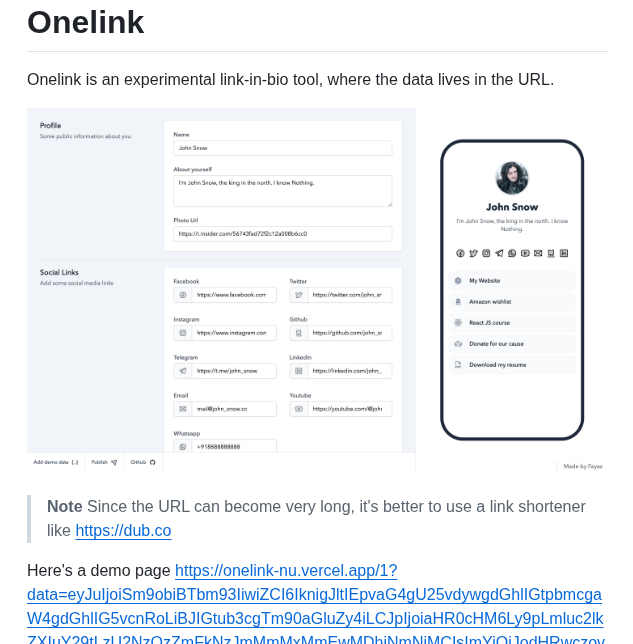 Onelink
Onelink is an experimental link-in-bio tool, where the data lives in the URL.
Profile
Some public information about you
Name
John Snow
About yourself
I'm John Snow, the king in the north. I know Nothing.
Photo Url
https://i.insider.com/56743fad72f2c12a008b6cc0
Social Links
Add some social media links
Facebook
https://www.facebook.com
Twitter
https://twitter.com/john_sr
Instagram
https://www.instagram.con
Github
https://github.com/john_sr
Telegram
https://t.me/john_snow
Linkedin
https://linkedin.com/john_
Email
mail@john_snow.cc
Youtube
https://youtube.com/@johi
Whatsapp
+918888888888
Add demo data {.}
Publish
Github
John Snow
I'm John Snow, the king in the north. I know
Nothing.
My Website
Amazon wishlist
React JS course
Donate for our cause
Download my resume
Made by Fayaz
Note Since the URL can become very long, it's better to use a link shortener
like https://dub.co
Here's a demo page https://onelink-nu.vercel.app/1?